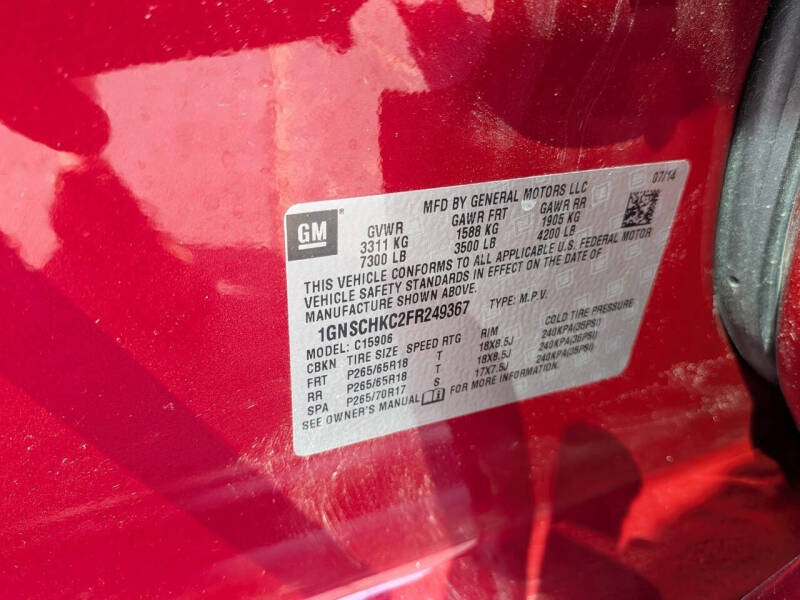 07/14
MFD BY GENERAL MOTORS LLC
GM®
GVWR GAWR FRT GAWR RR
3311 KG 1588 KG 1905 KG
7300 LB 3500 LB 4200 LB
THIS VEHICLE CONFORMS TO ALL APPLICABLE U.S. FEDERAL MOTOR
VEHICLE SAFETY STANDARDS IN EFFECT ON THE DATE OF
MANUFACTURE SHOWN ABOVE.
1GNSCHKC2FR249367 TYPE: M.P.V.
MODEL: C15906
CBKN TIRE SIZE SPEED RTG RIM COLD TIRE PRESSURE
FRT P265/65R18 T 18X8.5J 240KPA(35PSI)
RR P265/65R18 T 18X8.5J 240KPA(35PSI)
SPA P265/70R17 S 17X7.5J 240KPA(35PSI)
SEE OWNER'S MANUAL FOR MORE INFORMATION.